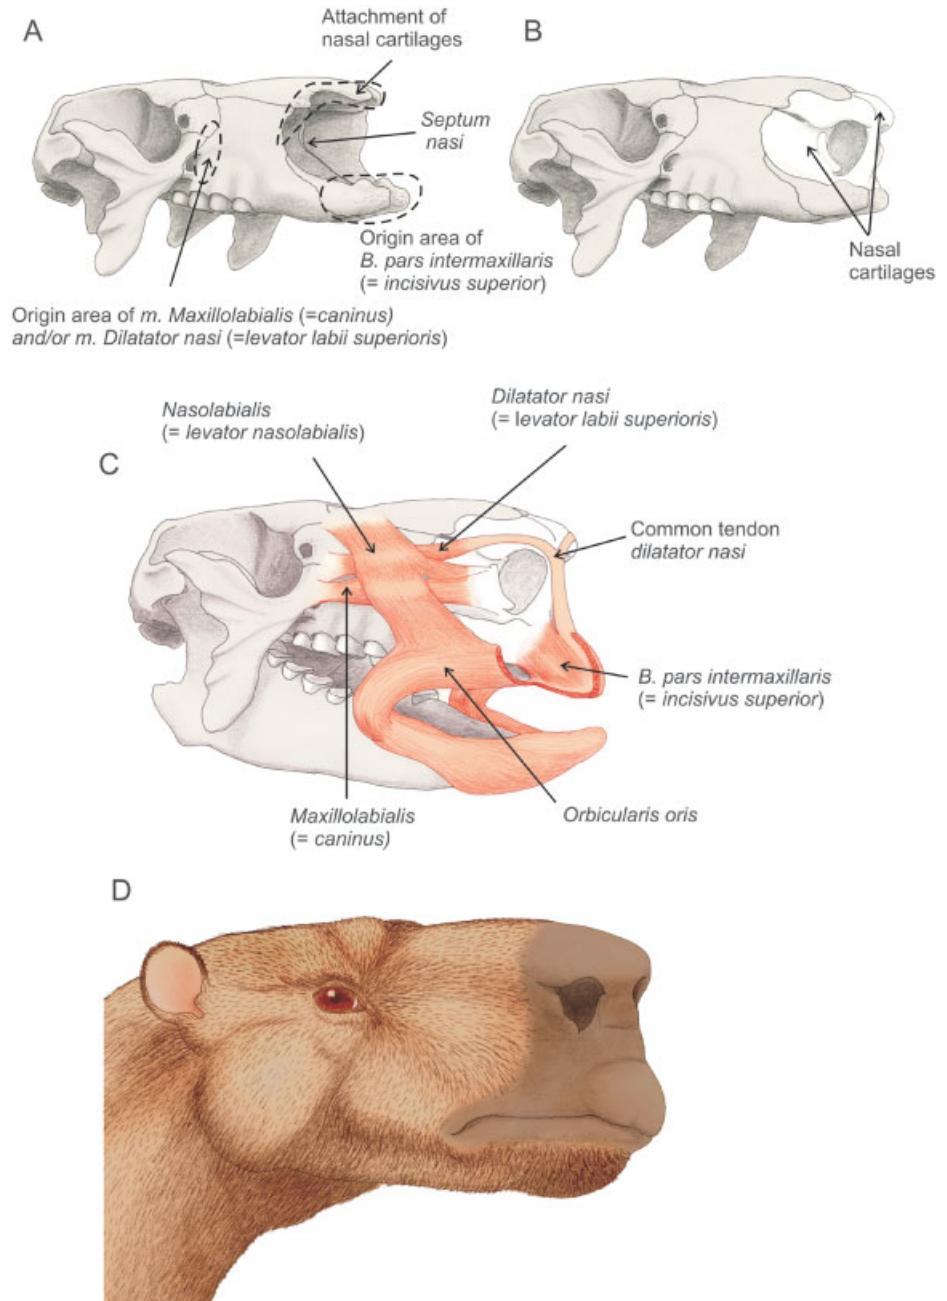 A
Attachment of
nasal cartilages
Septum
nasi
Origin area of
B. pars intermaxillaris
(= incisivus superior)
Origin area of m. Maxillolabialis (=caninus)
and/or m. Dilatator nasi (=levator labii superioris)
B
Nasal
cartilages
C
Nasolabialis
(= levator nasolabialis)
Dilatator nasi
(= levator labii superioris)
Common tendon
dilatator nasi
B. pars intermaxillaris
(= incisivus superior)
Orbicularis oris
Maxillolabialis
(= caninus)
D